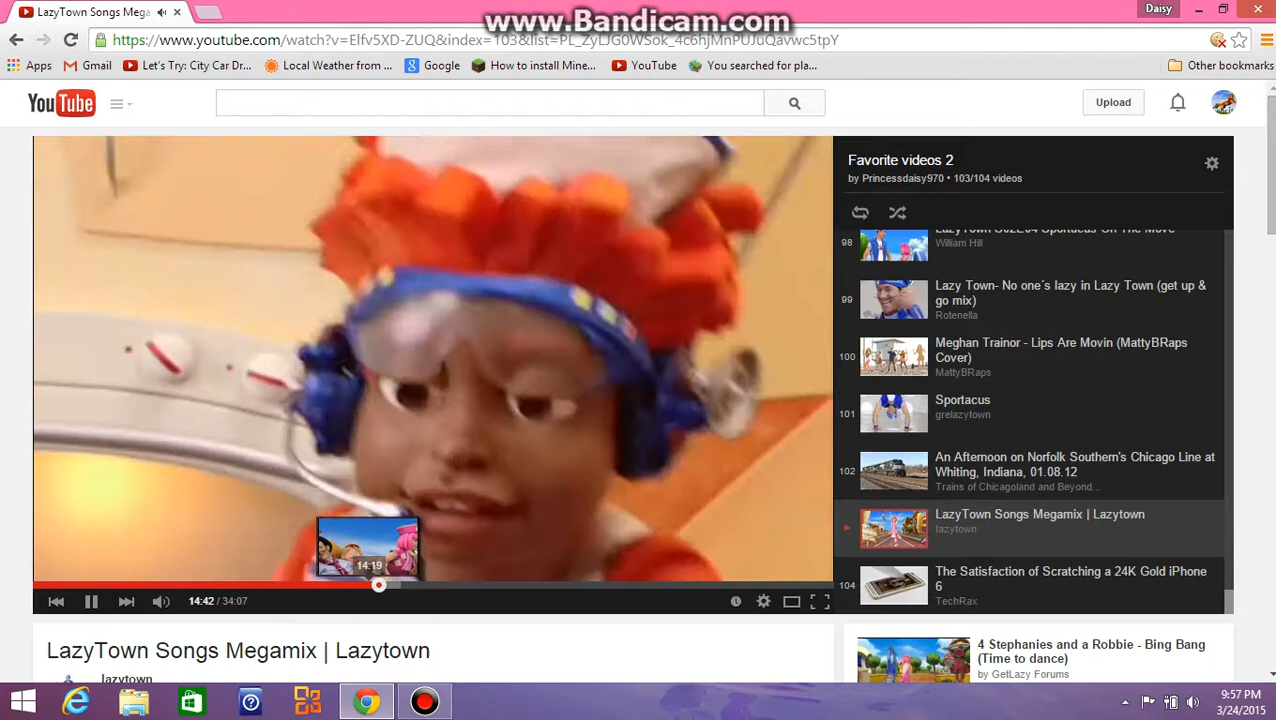 www.Bandicam.com
LazyTown Songs Mega
Daisy
https://www.youtube.com/watch?v=Elfv5XD-ZUQ&index=103&list=PL_ZyLJG0WSok_4c6hjMnPUJuQavwc5tpY
Apps Gmail Let's Try: City Car Dr... Local Weather from ... Google How to install Mine... YouTube You searched for pla... Other bookmarks
YouTube
Upload
Favorite videos 2
by Princessdaisy970 • 103/104 videos
98 LazyTown S02E04 Sportacus On The Move
William Hill
99 Lazy Town- No one´s lazy in Lazy Town (get up &
go mix)
Rotenella
100 Meghan Trainor - Lips Are Movin (MattyBRaps
Cover)
MattyBRaps
101 Sportacus
grelazytown
102 An Afternoon on Norfolk Southern's Chicago Line at
Whiting, Indiana, 01.08.12
Trains of Chicagoland and Beyond...
LazyTown Songs Megamix | Lazytown
lazytown
104 The Satisfaction of Scratching a 24K Gold iPhone
6
TechRax
14:19
14:42 / 34:07
LazyTown Songs Megamix | Lazytown
lazytown
4 Stephanies and a Robbie - Bing Bang
(Time to dance)
by GetLazy Forums
9:57 PM
3/24/2015